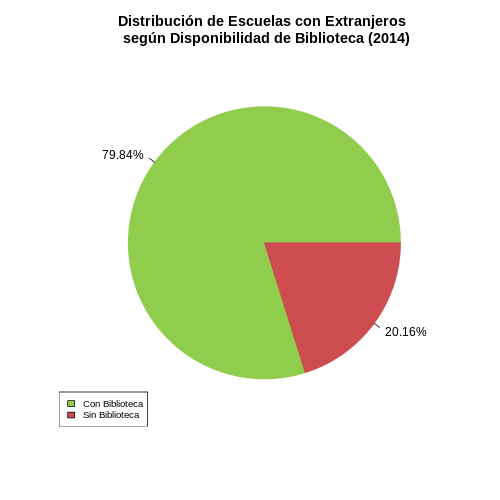 Distribución de Escuelas con Extranjeros
según Disponibilidad de Biblioteca (2014)
79.84%
20.16%
Con Biblioteca
Sin Biblioteca